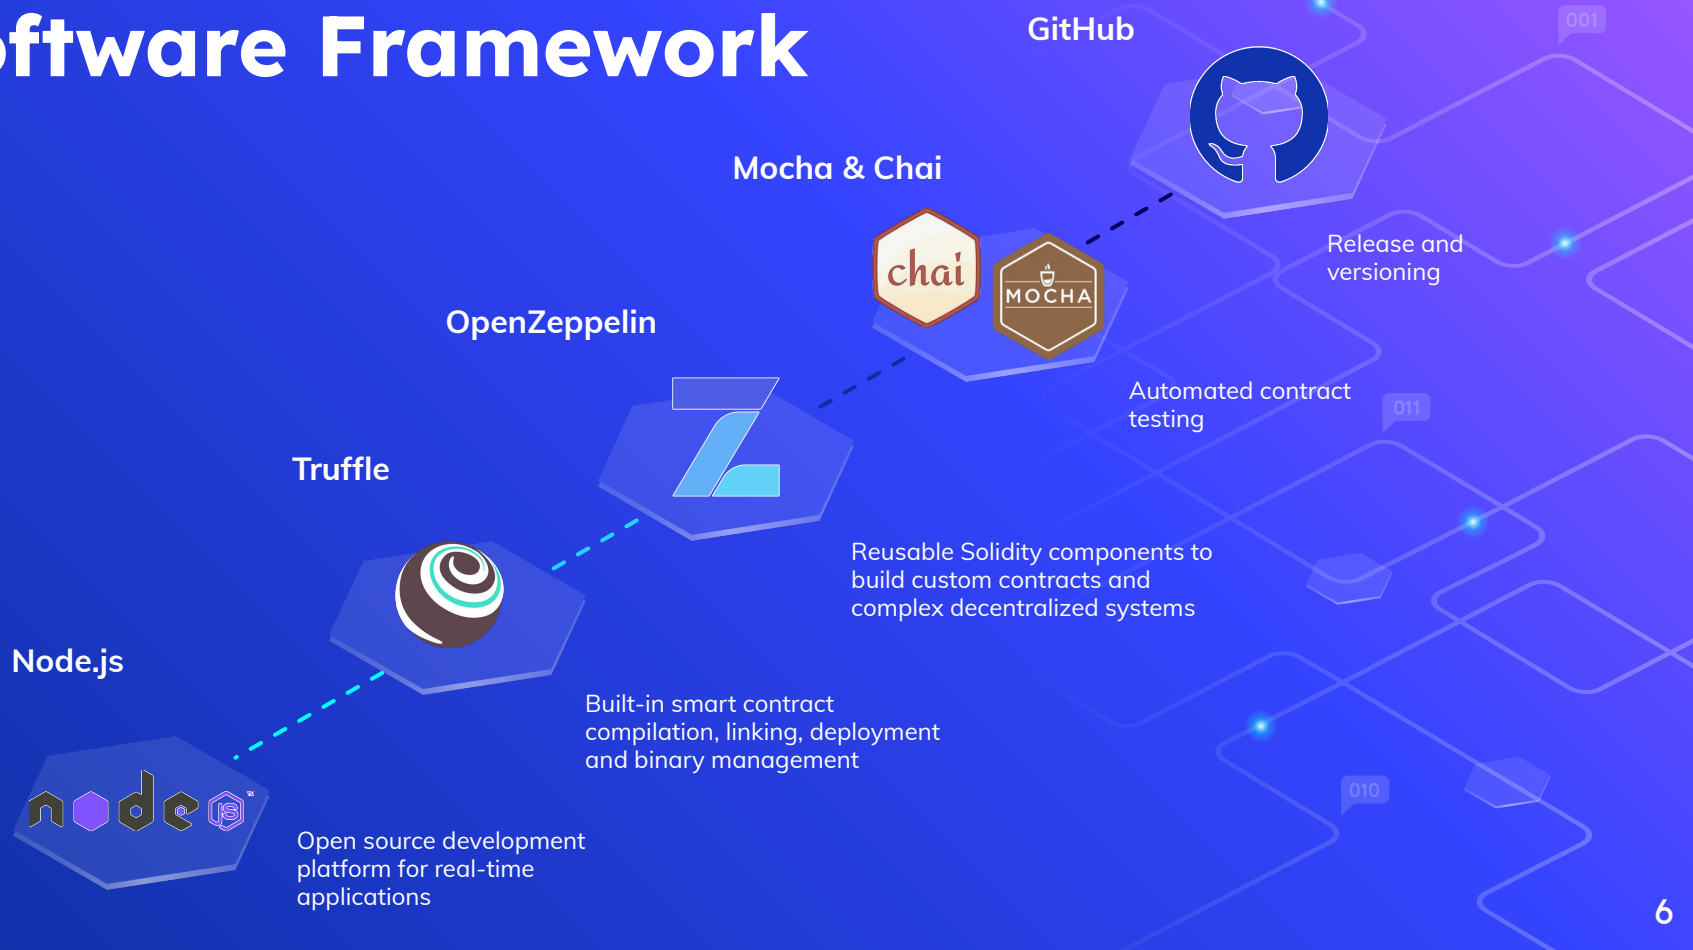 oftware Framework
GitHub
001
Release and
versioning
Mocha & Chai
chai
MOCHA
Automated contract
testing
011
OpenZeppelin
Reusable Solidity components to
build custom contracts and
complex decentralized systems
Truffle
Built-in smart contract
compilation, linking, deployment
and binary management
Node.js
node JS ™
Open source development
platform for real-time
applications
010
6